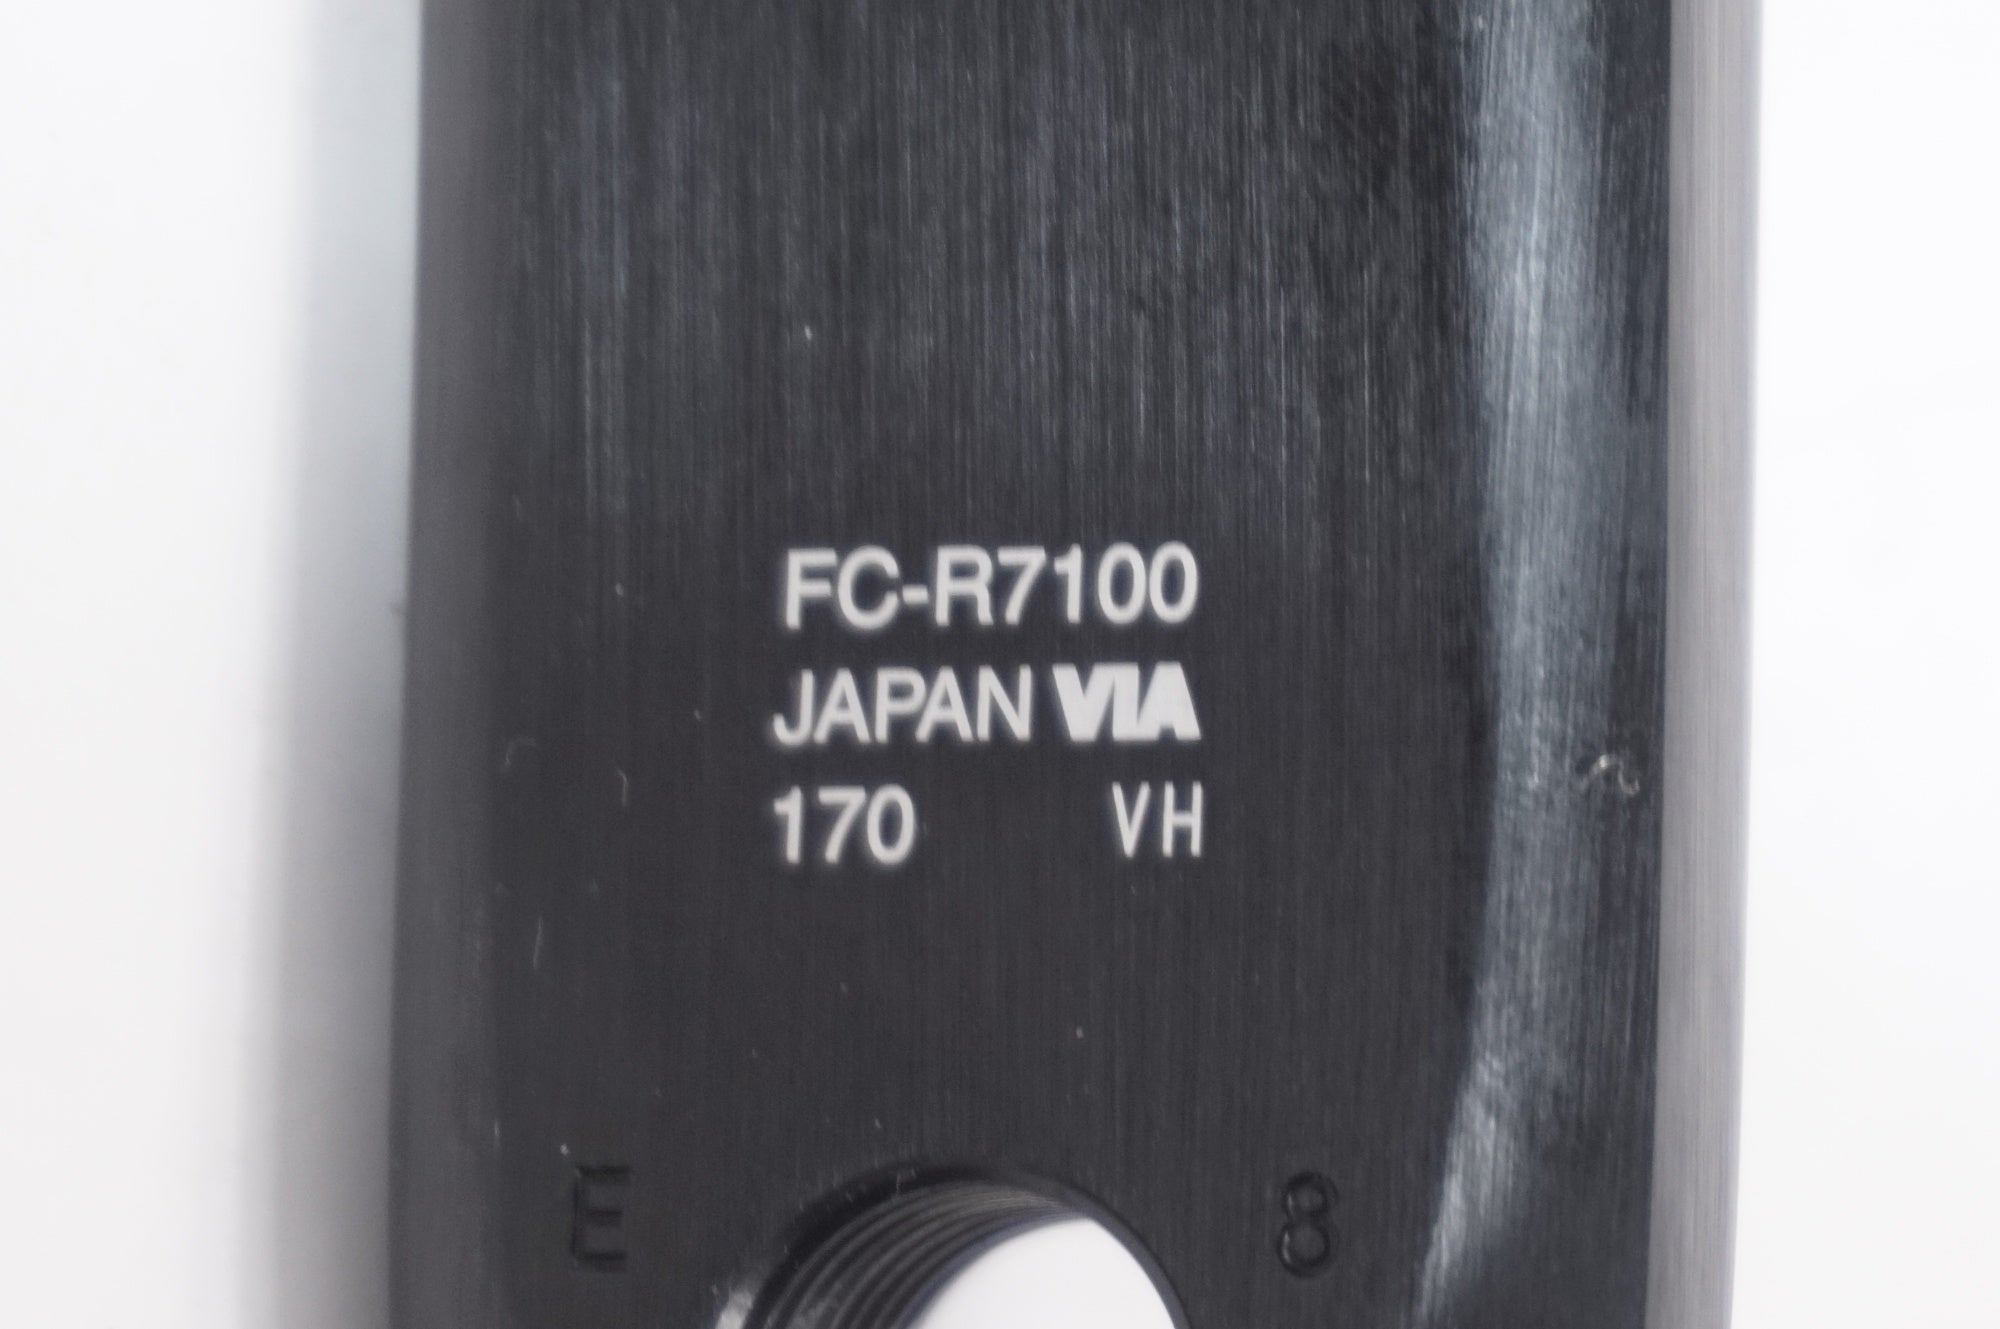 FC-R7100
JAPAN VIA
170 VH
E 8